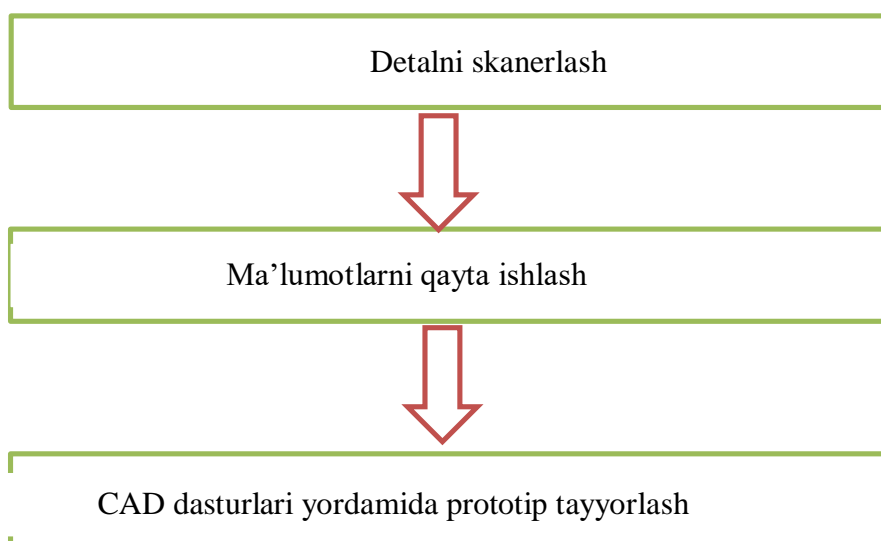 Detalni skanerlash
Ma’lumotlarni qayta ishlash
CAD dasturlari yordamida prototip tayyorlash